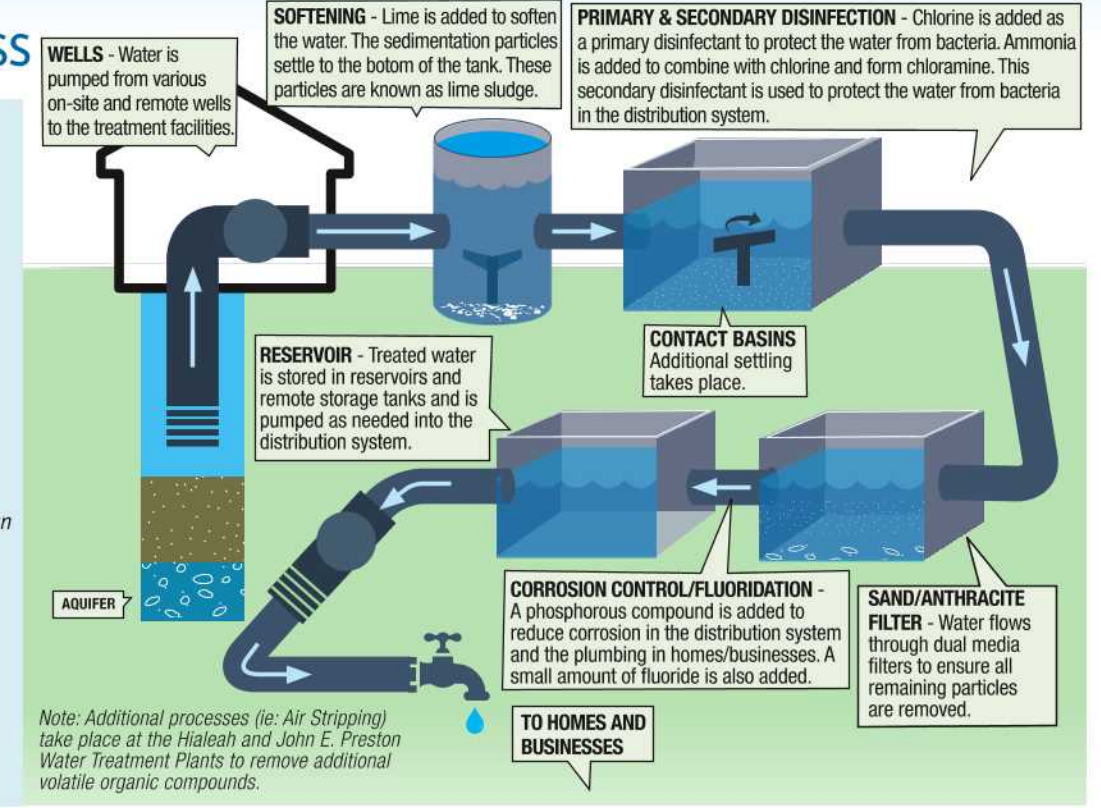 SS
WELLS - Water is
pumped from various
on-site and remote wells
to the treatment facilities.
SOFTENING - Lime is added to soften
the water. The sedimentation particles
settle to the botom of the tank. These
particles are known as lime sludge.
PRIMARY & SECONDARY DISINFECTION - Chlorine is added as
a primary disinfectant to protect the water from bacteria. Ammonia
is added to combine with chlorine and form chloramine. This
secondary disinfectant is used to protect the water from bacteria
in the distribution system.
CONTACT BASINS
Additional settling
takes place.
RESERVOIR - Treated water
is stored in reservoirs and
remote storage tanks and is
pumped as needed into the
distribution system.
n
AQUIFER
CORROSION CONTROL/FLUORIDATION -
A phosphorous compound is added to
reduce corrosion in the distribution system
and the plumbing in homes/businesses. A
small amount of fluoride is also added.
SAND/ANTHRACITE
FILTER - Water flows
through dual media
filters to ensure all
remaining particles
are removed.
TO HOMES AND
BUSINESSES
Note: Additional processes (ie: Air Stripping)
take place at the Hialeah and John E. Preston
Water Treatment Plants to remove additional
volatile organic compounds.